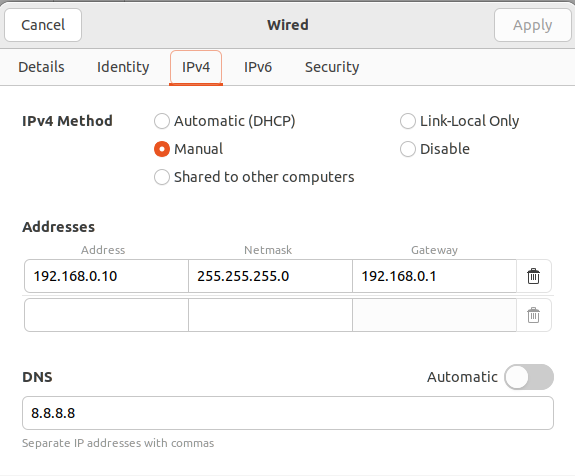 Cancel Wired Apply
Details Identity IPv4 IPv6 Security
IPv4 Method Automatic (DHCP) Link-Local Only
Manual Disable
Shared to other computers
Addresses
Address Netmask Gateway
192.168.0.10 255.255.255.0 192.168.0.1
DNS Automatic
8.8.8.8
Separate IP addresses with commas